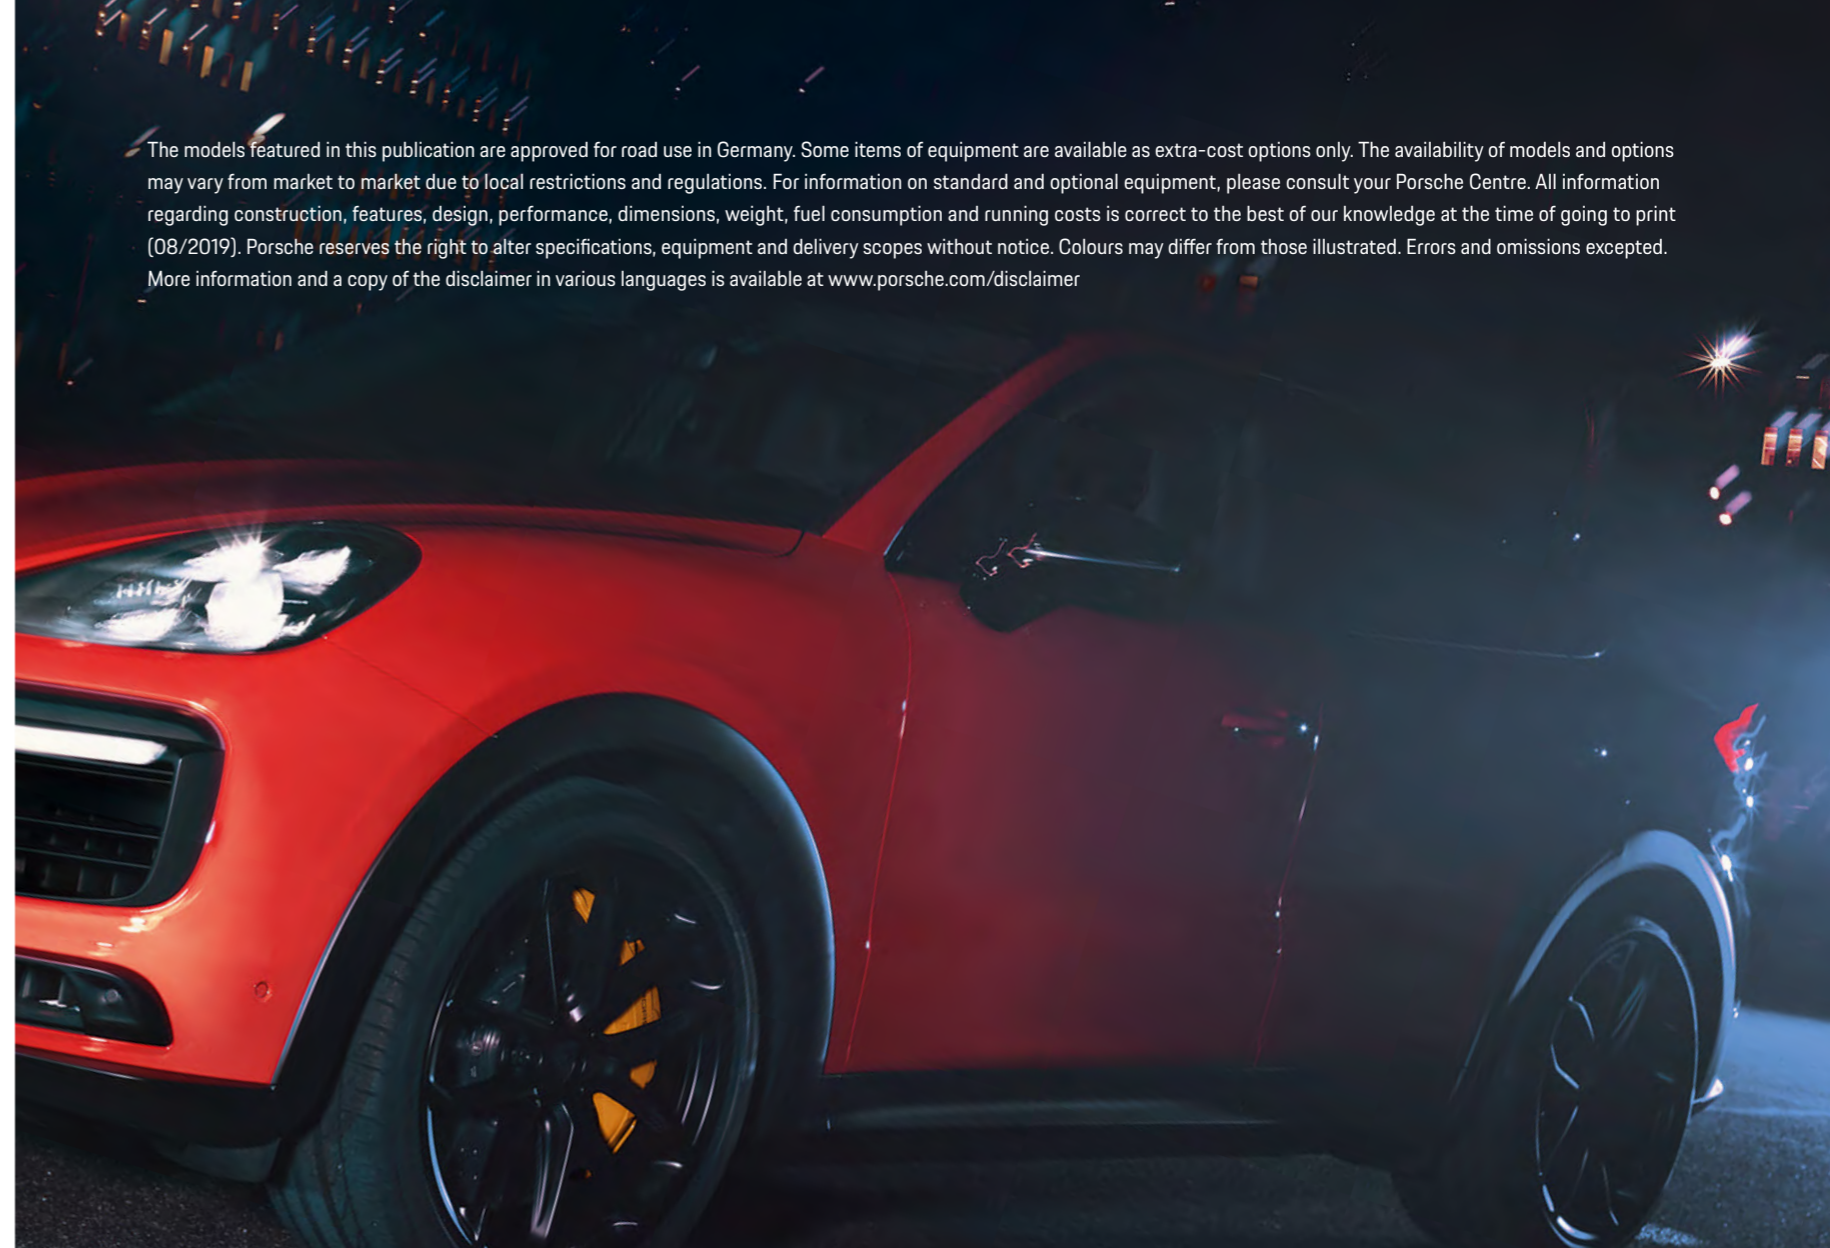 The models featured in this publication are approved for road use in Germany. Some items of equipment are available as extra-cost options only. The availability of models and options
may vary from market to market due to local restrictions and regulations. For information on standard and optional equipment, please consult your Porsche Centre. All information
regarding construction, features, design, performance, dimensions, weight, fuel consumption and running costs is correct to the best of our knowledge at the time of going to print
(08/2019). Porsche reserves the right to alter specifications, equipment and delivery scopes without notice. Colours may differ from those illustrated. Errors and omissions excepted.
More information and a copy of the disclaimer in various languages is available at www.porsche.com/disclaimer